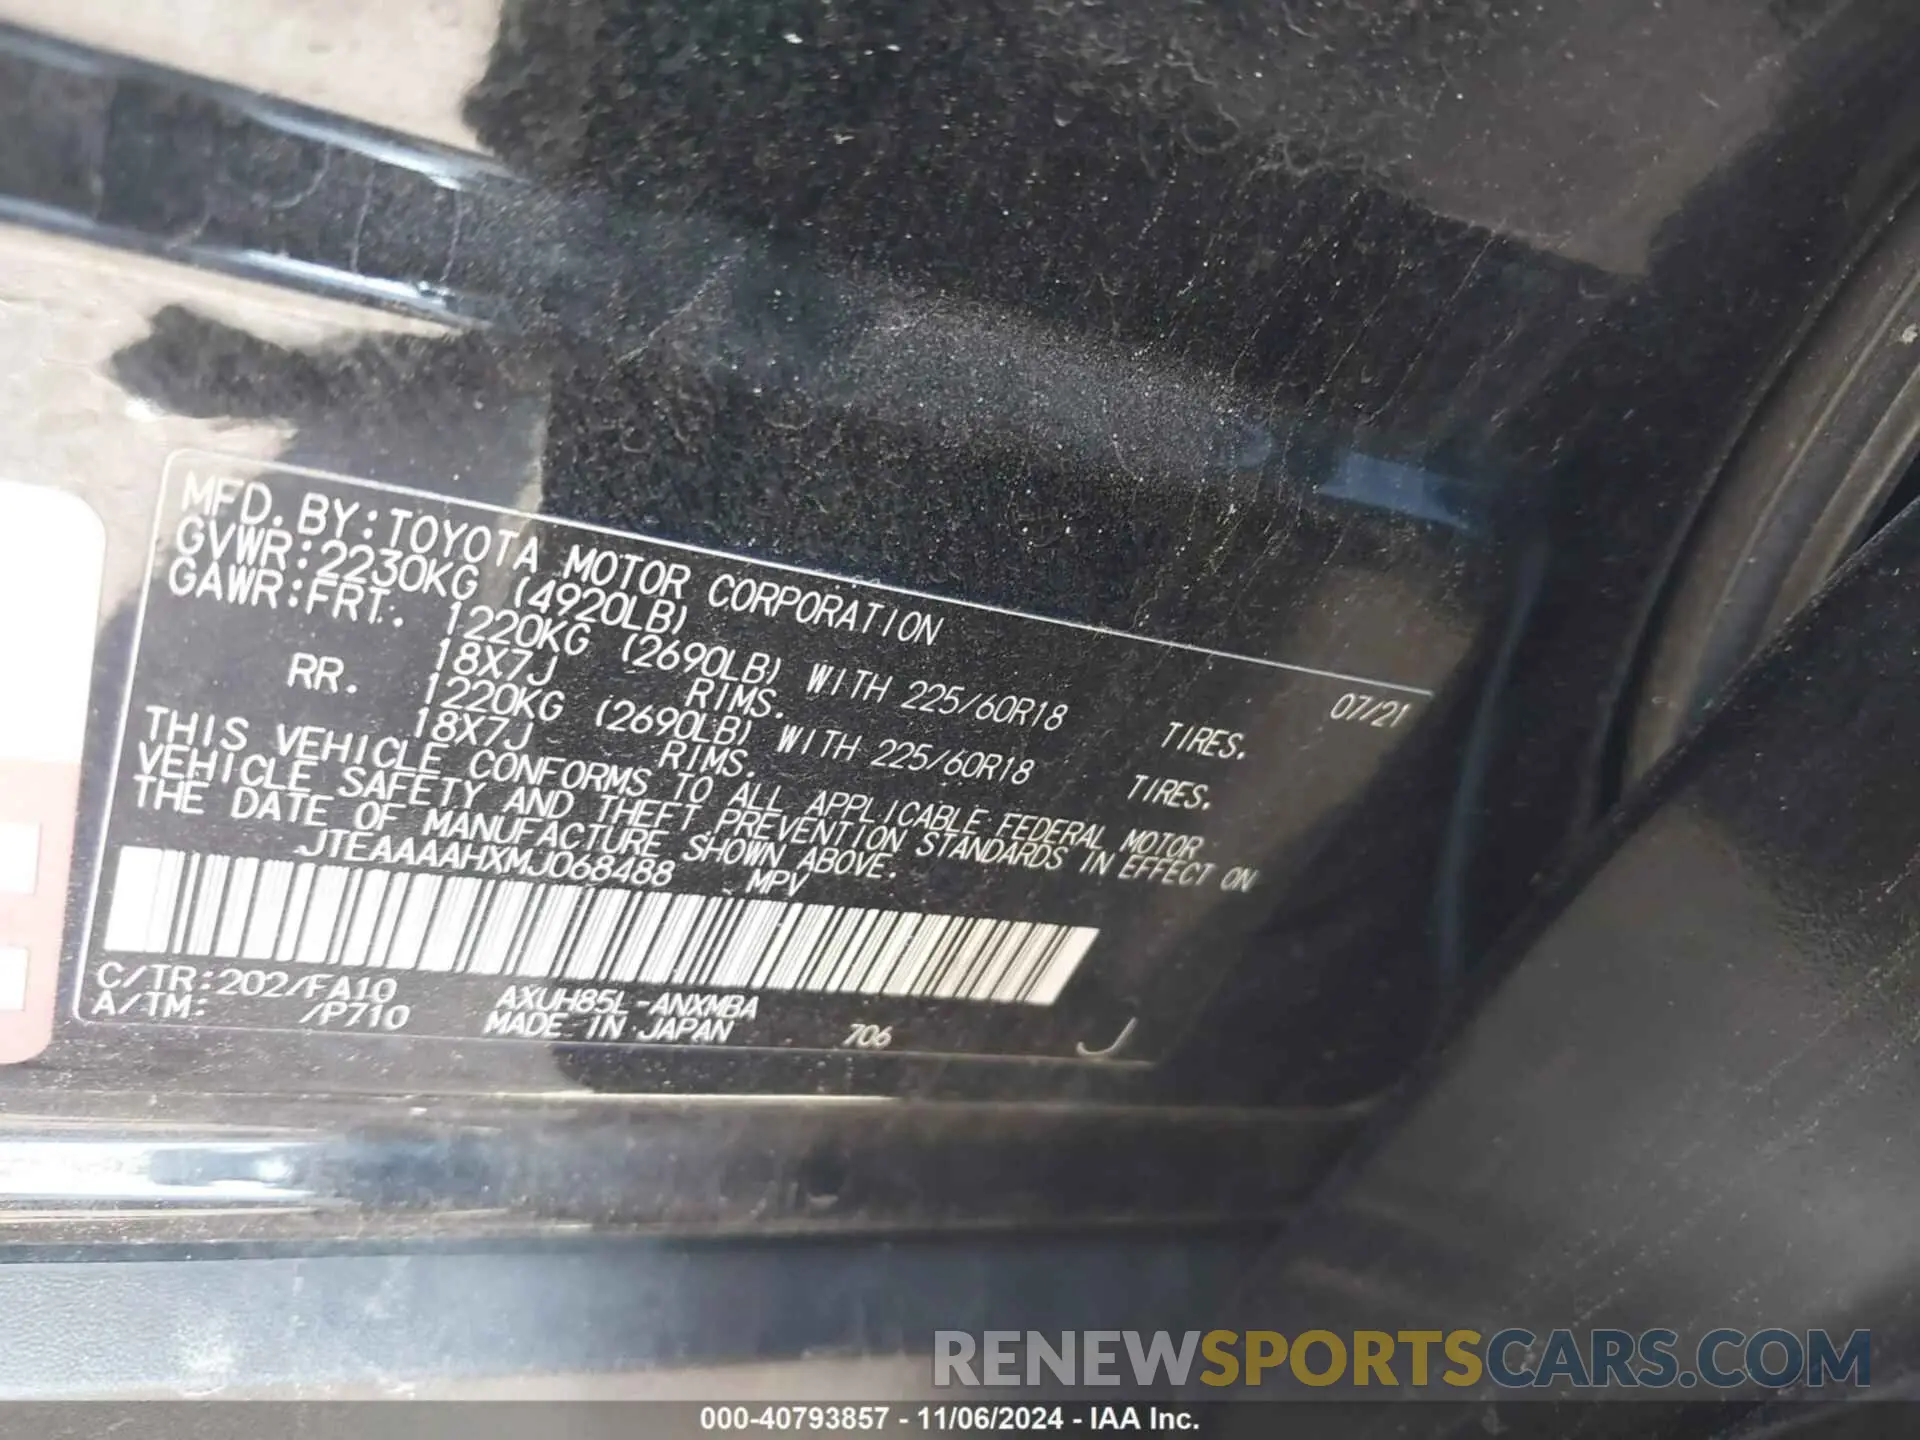 MFD. BY:TOYOTA MOTOR CORPORATION 07/21
GVWR:2230KG (4920LB)
GAWR:FRT. 1220KG (2690LB) WITH 225/60R18 TIRES,
18X7J RIMS.
RR. 1220KG (2690LB) WITH 225/60R18 TIRES,
18X7J RIMS.
THIS VEHICLE CONFORMS TO ALL APPLICABLE FEDERAL MOTOR
VEHICLE SAFETY AND THEFT PREVENTION STANDARDS IN EFFECT ON
THE DATE OF MANUFACTURE SHOWN ABOVE.
JTEAAAAHXMJ068488 MPV
C/TR:202/FA10 AXUH85L-ANXMBA
A/TM: /P710 MADE IN JAPAN 706 J
RENEWSPORTSCARS.COM
000-40793857 - 11/06/2024 - IAA Inc.